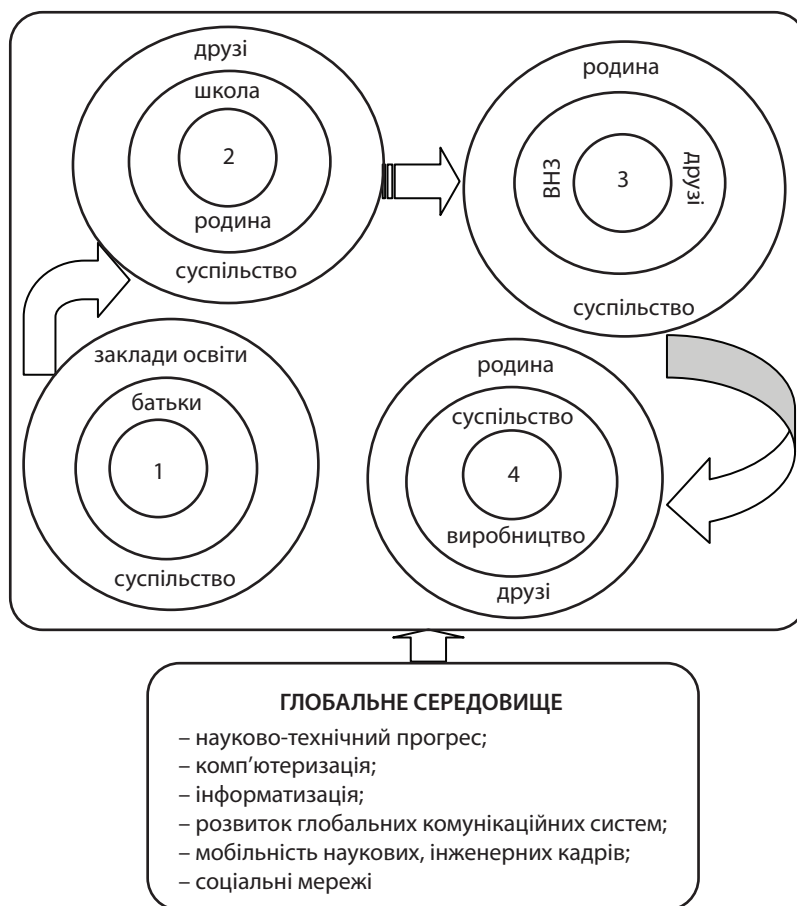 друзі
школа
2
родина
суспільство
родина
ВНЗ
3
друзі
суспільство
заклади освіти
батьки
1
суспільство
родина
суспільство
4
виробництво
друзі
ГЛОБАЛЬНЕ СЕРЕДОВИЩЕ
– науково-технічний прогрес;
– комп’ютеризація;
– інформатизація;
– розвиток глобальних комунікаційних систем;
– мобільність наукових, інженерних кадрів;
– соціальні мережі